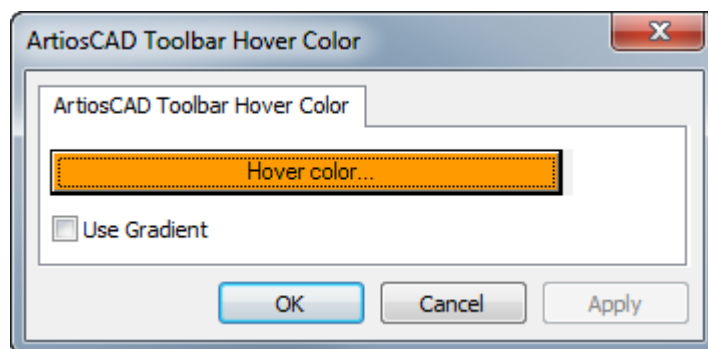 ArtiosCAD Toolbar Hover Color
ArtiosCAD Toolbar Hover Color
Hover color...
Use Gradient
OK Cancel Apply